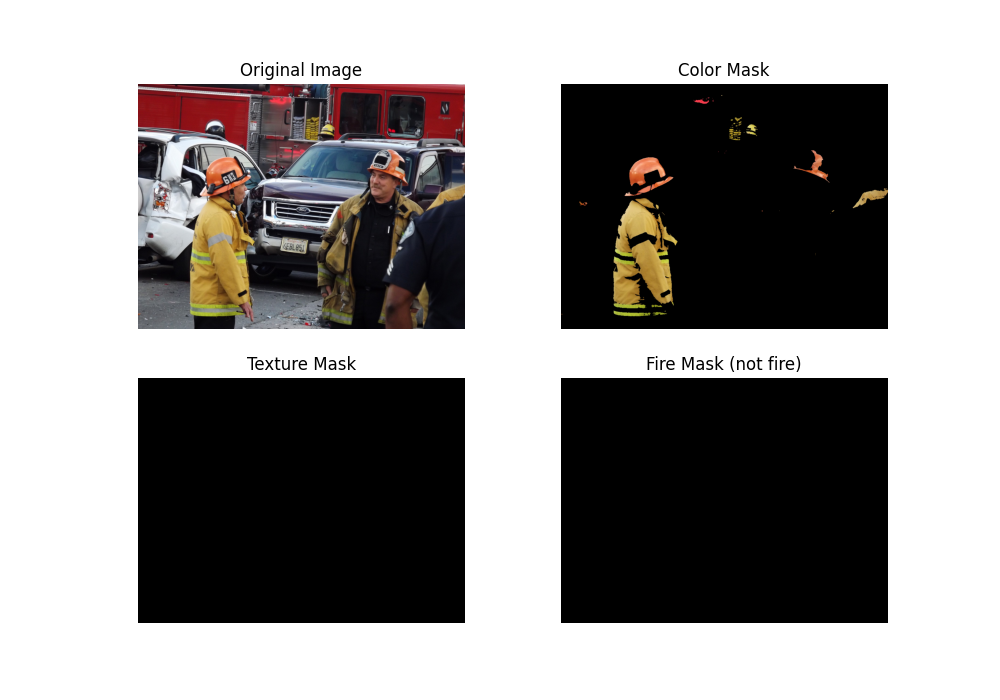 Original Image
Color Mask
Texture Mask
Fire Mask (not fire)